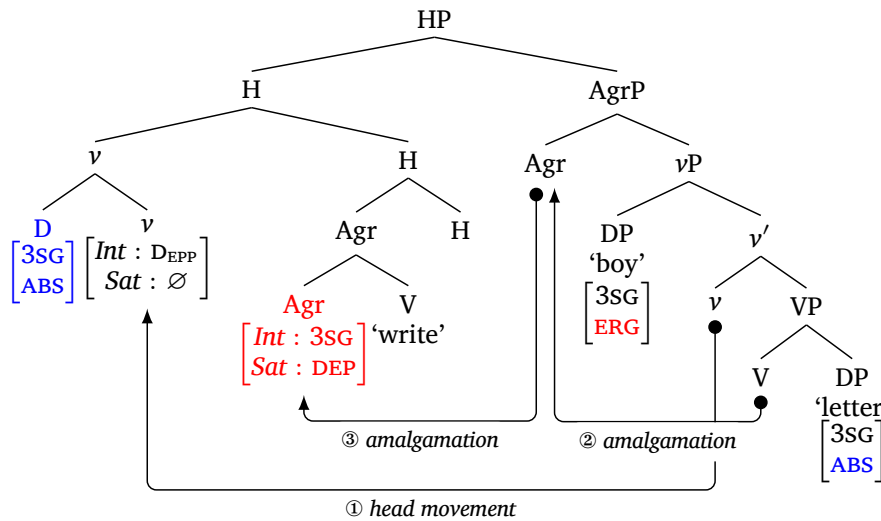 HP
H AgrP
v H Agr vP
D v Agr H DP v′
[3SG ABS] [Int : D_EPP Sat : ∅] ‘boy’
Agr V [3SG ERG] v VP
[Int : 3SG Sat : DEP] ‘write’
V DP
‘letter
[3SG ABS]
③ amalgamation ② amalgamation
① head movement